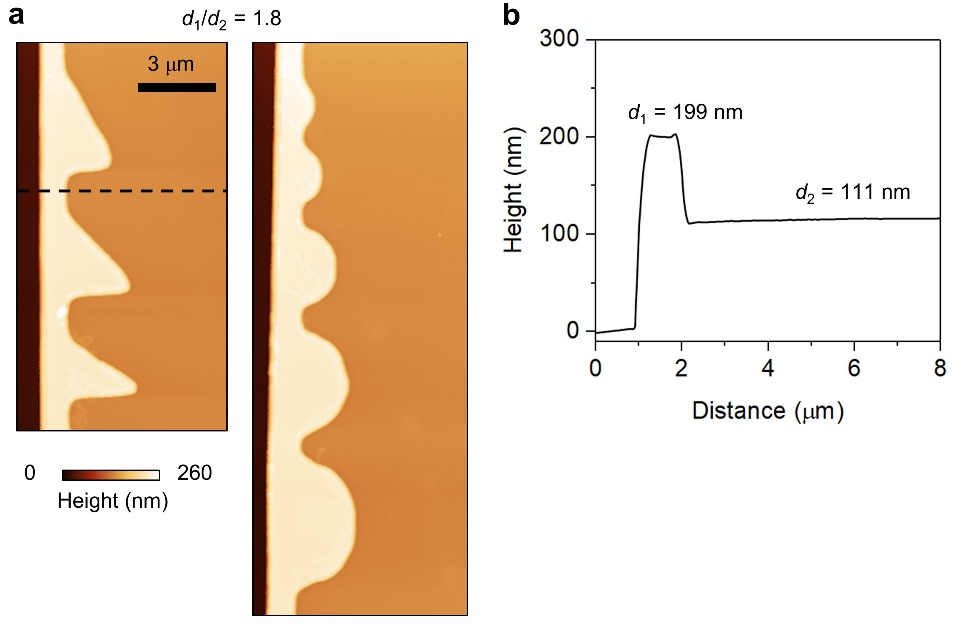 a
d1/d2 = 1.8
3 μm
0 260
Height (nm)
b
300
200
100
0
Height (nm)
d1 = 199 nm
d2 = 111 nm
0 2 4 6 8
Distance (μm)